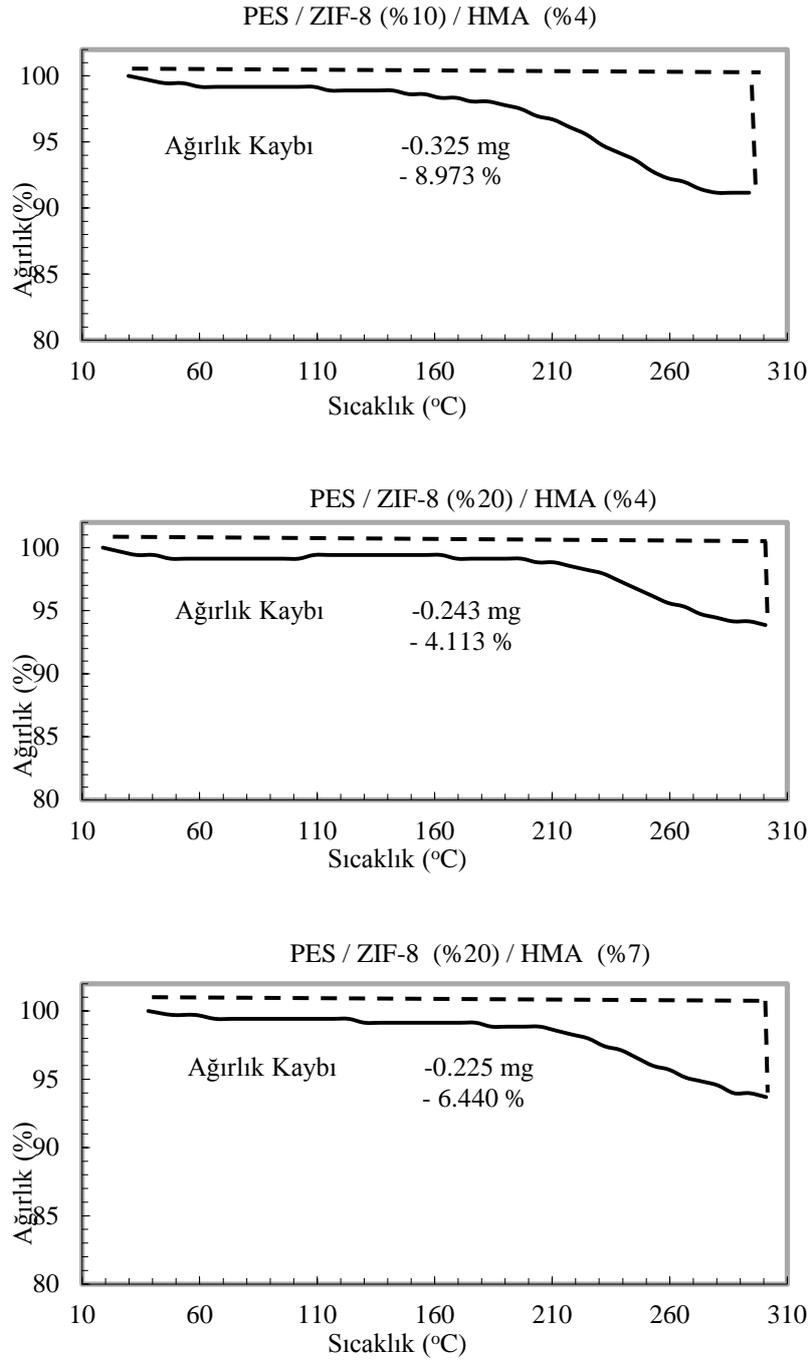 PES / ZIF-8 (%10) / HMA (%4)
100
95
90
85
80
Ağırlık(%)
Ağırlık Kaybı -0.325 mg
- 8.973 %
10 60 110 160 210 260 310
Sıcaklık (°C)
PES / ZIF-8 (%20) / HMA (%4)
100
95
90
85
80
Ağırlık (%)
Ağırlık Kaybı -0.243 mg
- 4.113 %
10 60 110 160 210 260 310
Sıcaklık (°C)
PES / ZIF-8 (%20) / HMA (%7)
100
95
90
85
80
Ağırlık (%)
Ağırlık Kaybı -0.225 mg
- 6.440 %
10 60 110 160 210 260 310
Sıcaklık (°C)